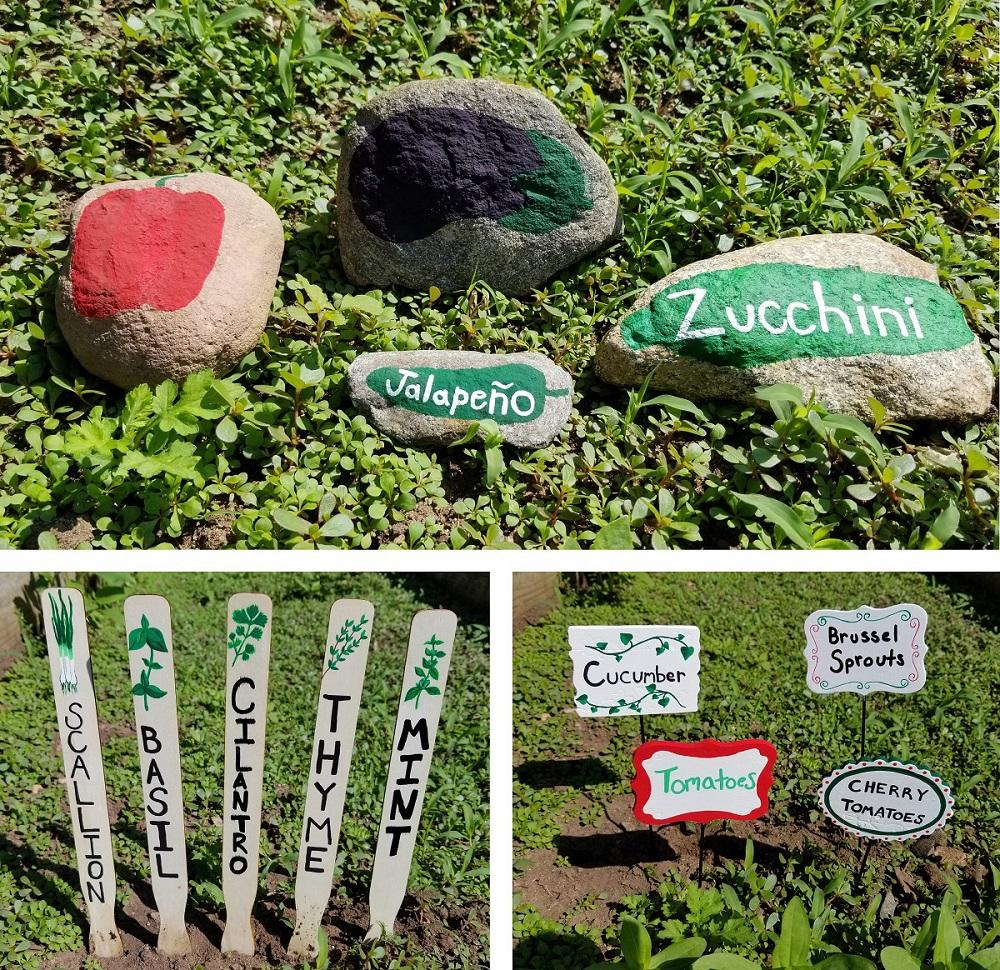 Zucchini
Jalapeño
SCALLION
BASIL
CILANTRO
THYME
MINT
Cucumber
Brussel
Sprouts
Tomatoes
CHERRY
TOMATOES